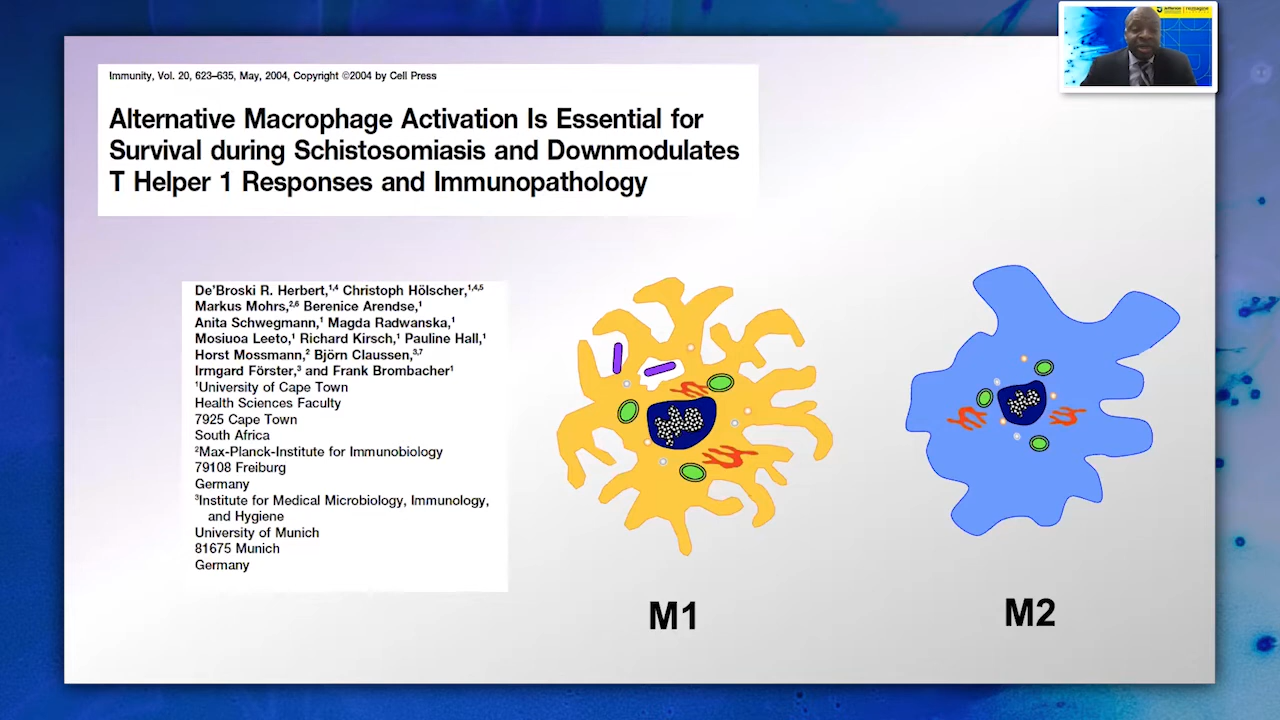 Immunity, Vol. 20, 623–635, May, 2004, Copyright ©2004 by Cell Press
Alternative Macrophage Activation Is Essential for
Survival during Schistosomiasis and Downmodulates
T Helper 1 Responses and Immunopathology
De'Broski R. Herbert,1,4 Christoph Hölscher,1,4,5
Markus Mohrs,2,6 Berenice Arendse,1
Anita Schwegmann,1 Magda Radwanska,1
Mosiuoa Leeto,1 Richard Kirsch,1 Pauline Hall,1
Horst Mossmann,2 Björn Claussen,3,7
Irmgard Förster,3 and Frank Brombacher1
1University of Cape Town
Health Sciences Faculty
7925 Cape Town
South Africa
2Max-Planck-Institute for Immunobiology
79108 Freiburg
Germany
3Institute for Medical Microbiology, Immunology,
and Hygiene
University of Munich
81675 Munich
Germany
M1
M2